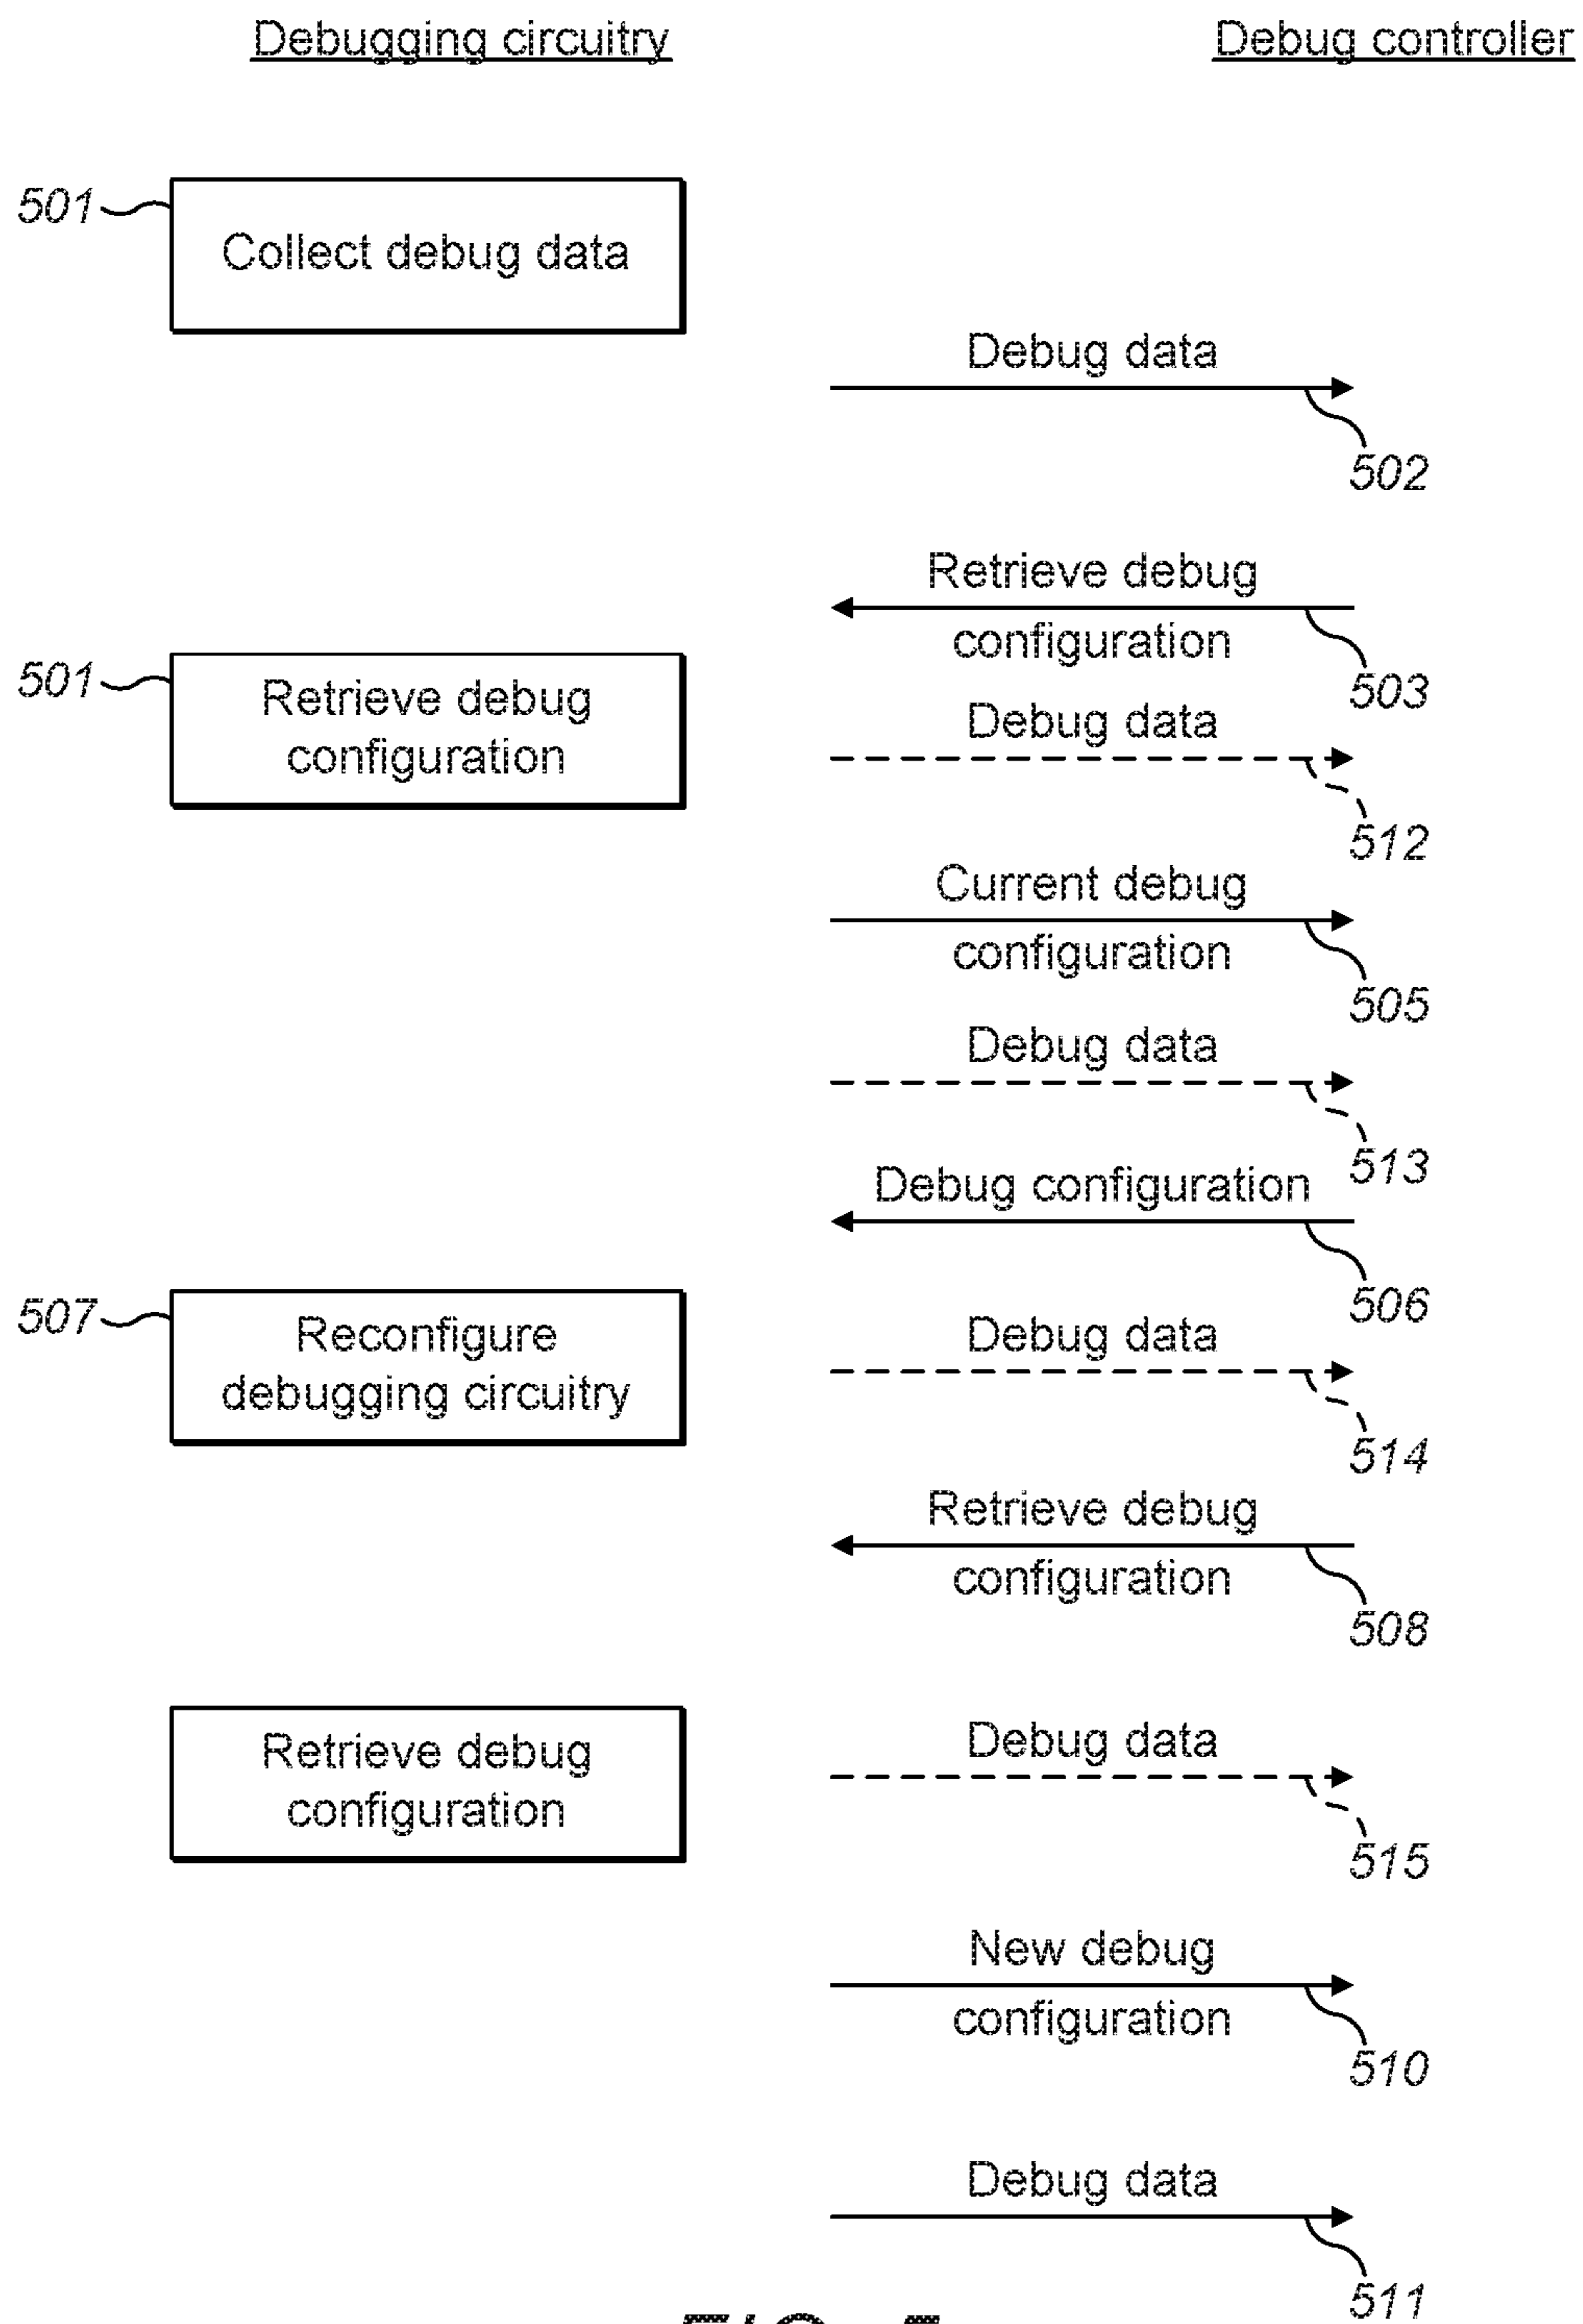 Debugging circuitry
Debug controller
501
Collect debug data
Debug data
502
Retrieve debug
configuration
503
501
Retrieve debug
configuration
Debug data
512
Current debug
configuration
505
Debug data
513
Debug configuration
506
507
Reconfigure
debugging circuitry
Debug data
514
Retrieve debug
configuration
508
Retrieve debug
configuration
Debug data
515
New debug
configuration
510
Debug data
511